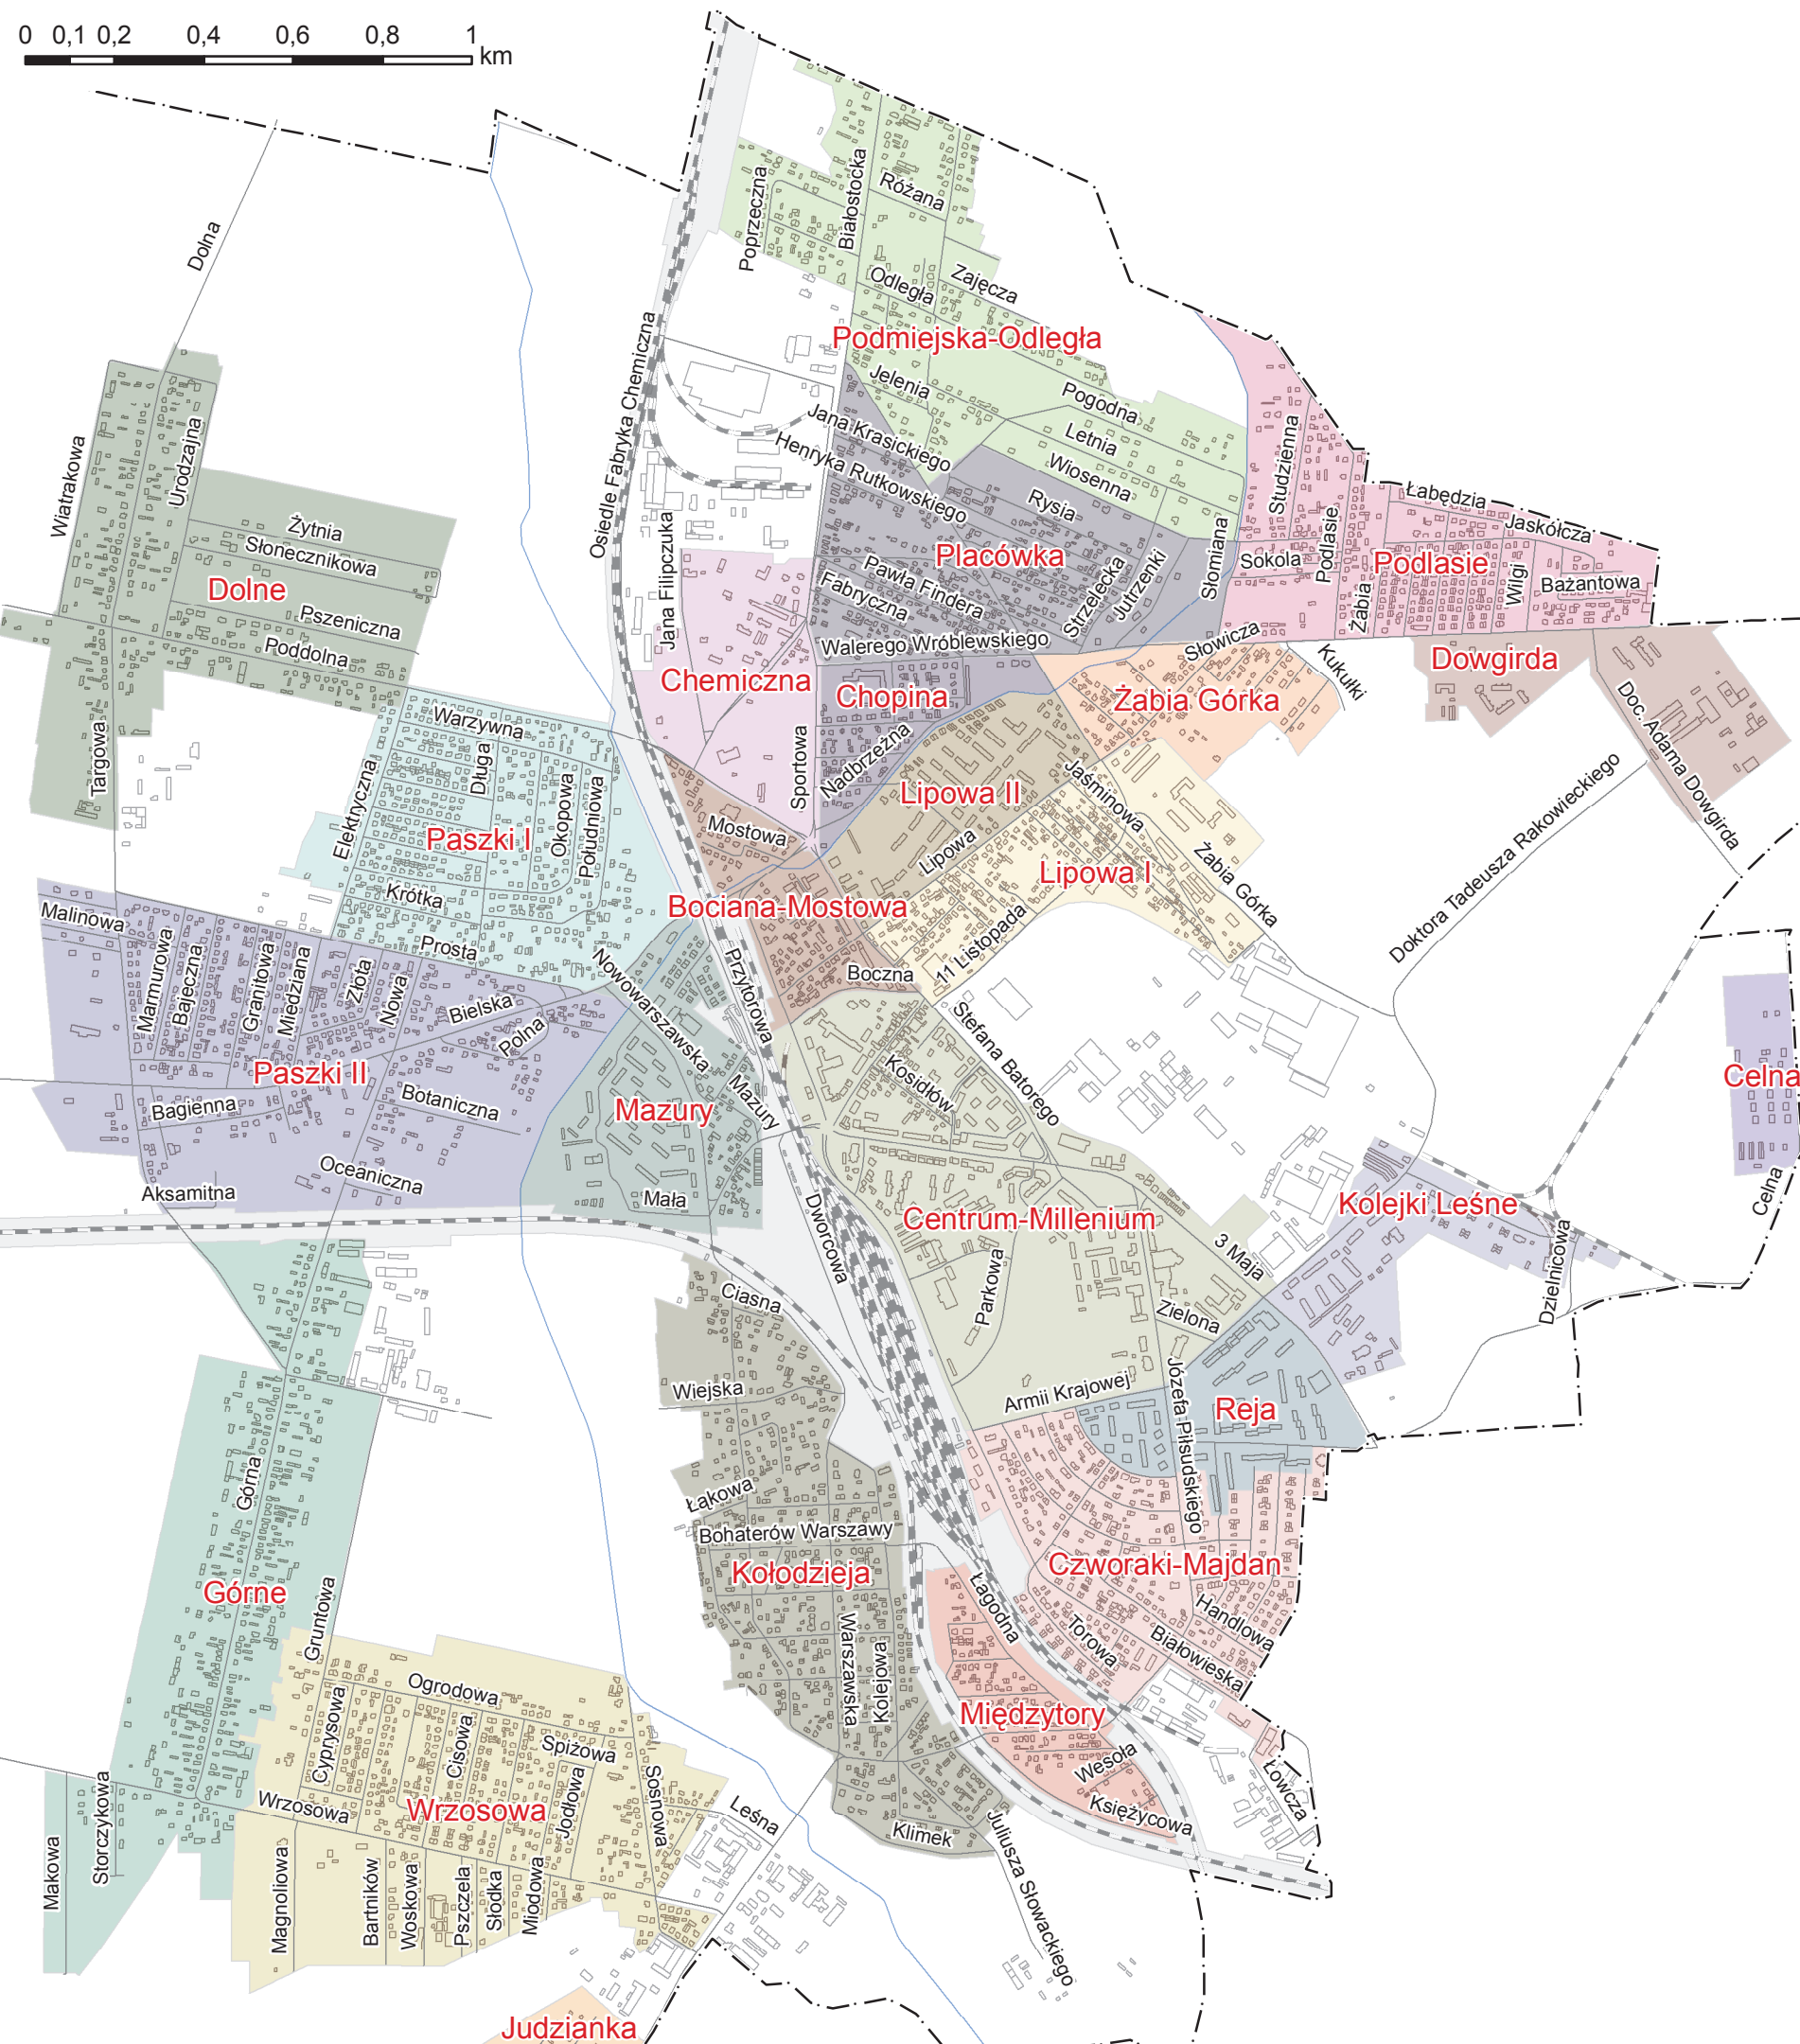 0 0,1 0,2 0,4 0,6 0,8 1 km
Dolna
Poprzeczna
Białostocka
Różana
Odległa
Zajęcza
Podmiejska-Odległa
Osiedle Fabryka Chemiczna
Jelenia
Pogodna
Letnia
Wiosenna
Jana Krasickiego
Henryka Rutkowskiego
Rysia
Placówka
Pawła Findera
Fabryczna
Strzelecka
Jutrzenki
Słomiana
Walerego Wróblewskiego
Studzienna
Łabędzia
Jaskółcza
Sokola
Podlasie
Podlasie
Żabia
Wilgi
Bażantowa
Słowicza
Kukułki
Dowgirda
Doc. Adama Dowgirda
Wiatrakowa
Urodzajna
Żytnia
Słonecznikowa
Dolne
Pszeniczna
Poddolna
Targowa
Jana Filipczuka
Chemiczna
Chopina
Sportowa
Nadbrzeżna
Żabia Górka
Lipowa II
Jaśminowa
Lipowa
Lipowa I
Żabia Górka
11 Listopada
Doktora Tadeusza Rakowieckiego
Warzywna
Długa
Elektryczna
Okopowa
Południowa
Paszki I
Krótka
Prosta
Mostowa
Bociana-Mostowa
Boczna
Przytorowa
Malinowa
Marmurowa
Bajeczna
Granitowa
Miedziana
Złota
Nowa
Bielska
Polna
Nowowarszawska
Paszki II
Bagienna
Botaniczna
Oceaniczna
Aksamitna
Mazury
Mazury
Mała
Stefana Batorego
Kosidłów
Centrum-Millenium
Dworcowa
Parkowa
3 Maja
Zielona
Armii Krajowej
Józefa Piłsudskiego
Reja
Kolejki Leśne
Dzielnicowa
Celna
Celna
Ciasna
Wiejska
Łąkowa
Bohaterów Warszawy
Kołodzieja
Warszawska
Kolejowa
Klimek
Juliusza Słowackiego
Czworaki-Majdan
Handlowa
Białowieska
Torowa
Łagodna
Międzytory
Wesoła
Księżycowa
Łowcza
Górna
Górne
Gruntowa
Makowa
Storczykowa
Ogrodowa
Cyprysowa
Cisowa
Spiżowa
Wrzosowa
Wrzosowa
Jodłowa
Sosnowa
Leśna
Magnoliowa
Bartników
Woskowa
Pszczela
Słodka
Miodowa
Judzianka